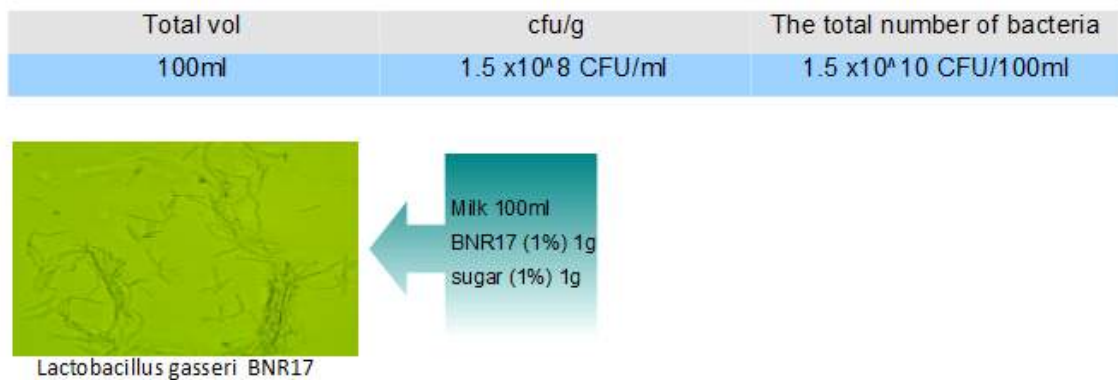 Total vol cfu/g The total number of bacteria
100ml 1.5 x10^8 CFU/ml 1.5 x10^10 CFU/100ml
Milk 100ml
BNR17 (1%) 1g
sugar (1%) 1g
Lactobacillus gasseri BNR17